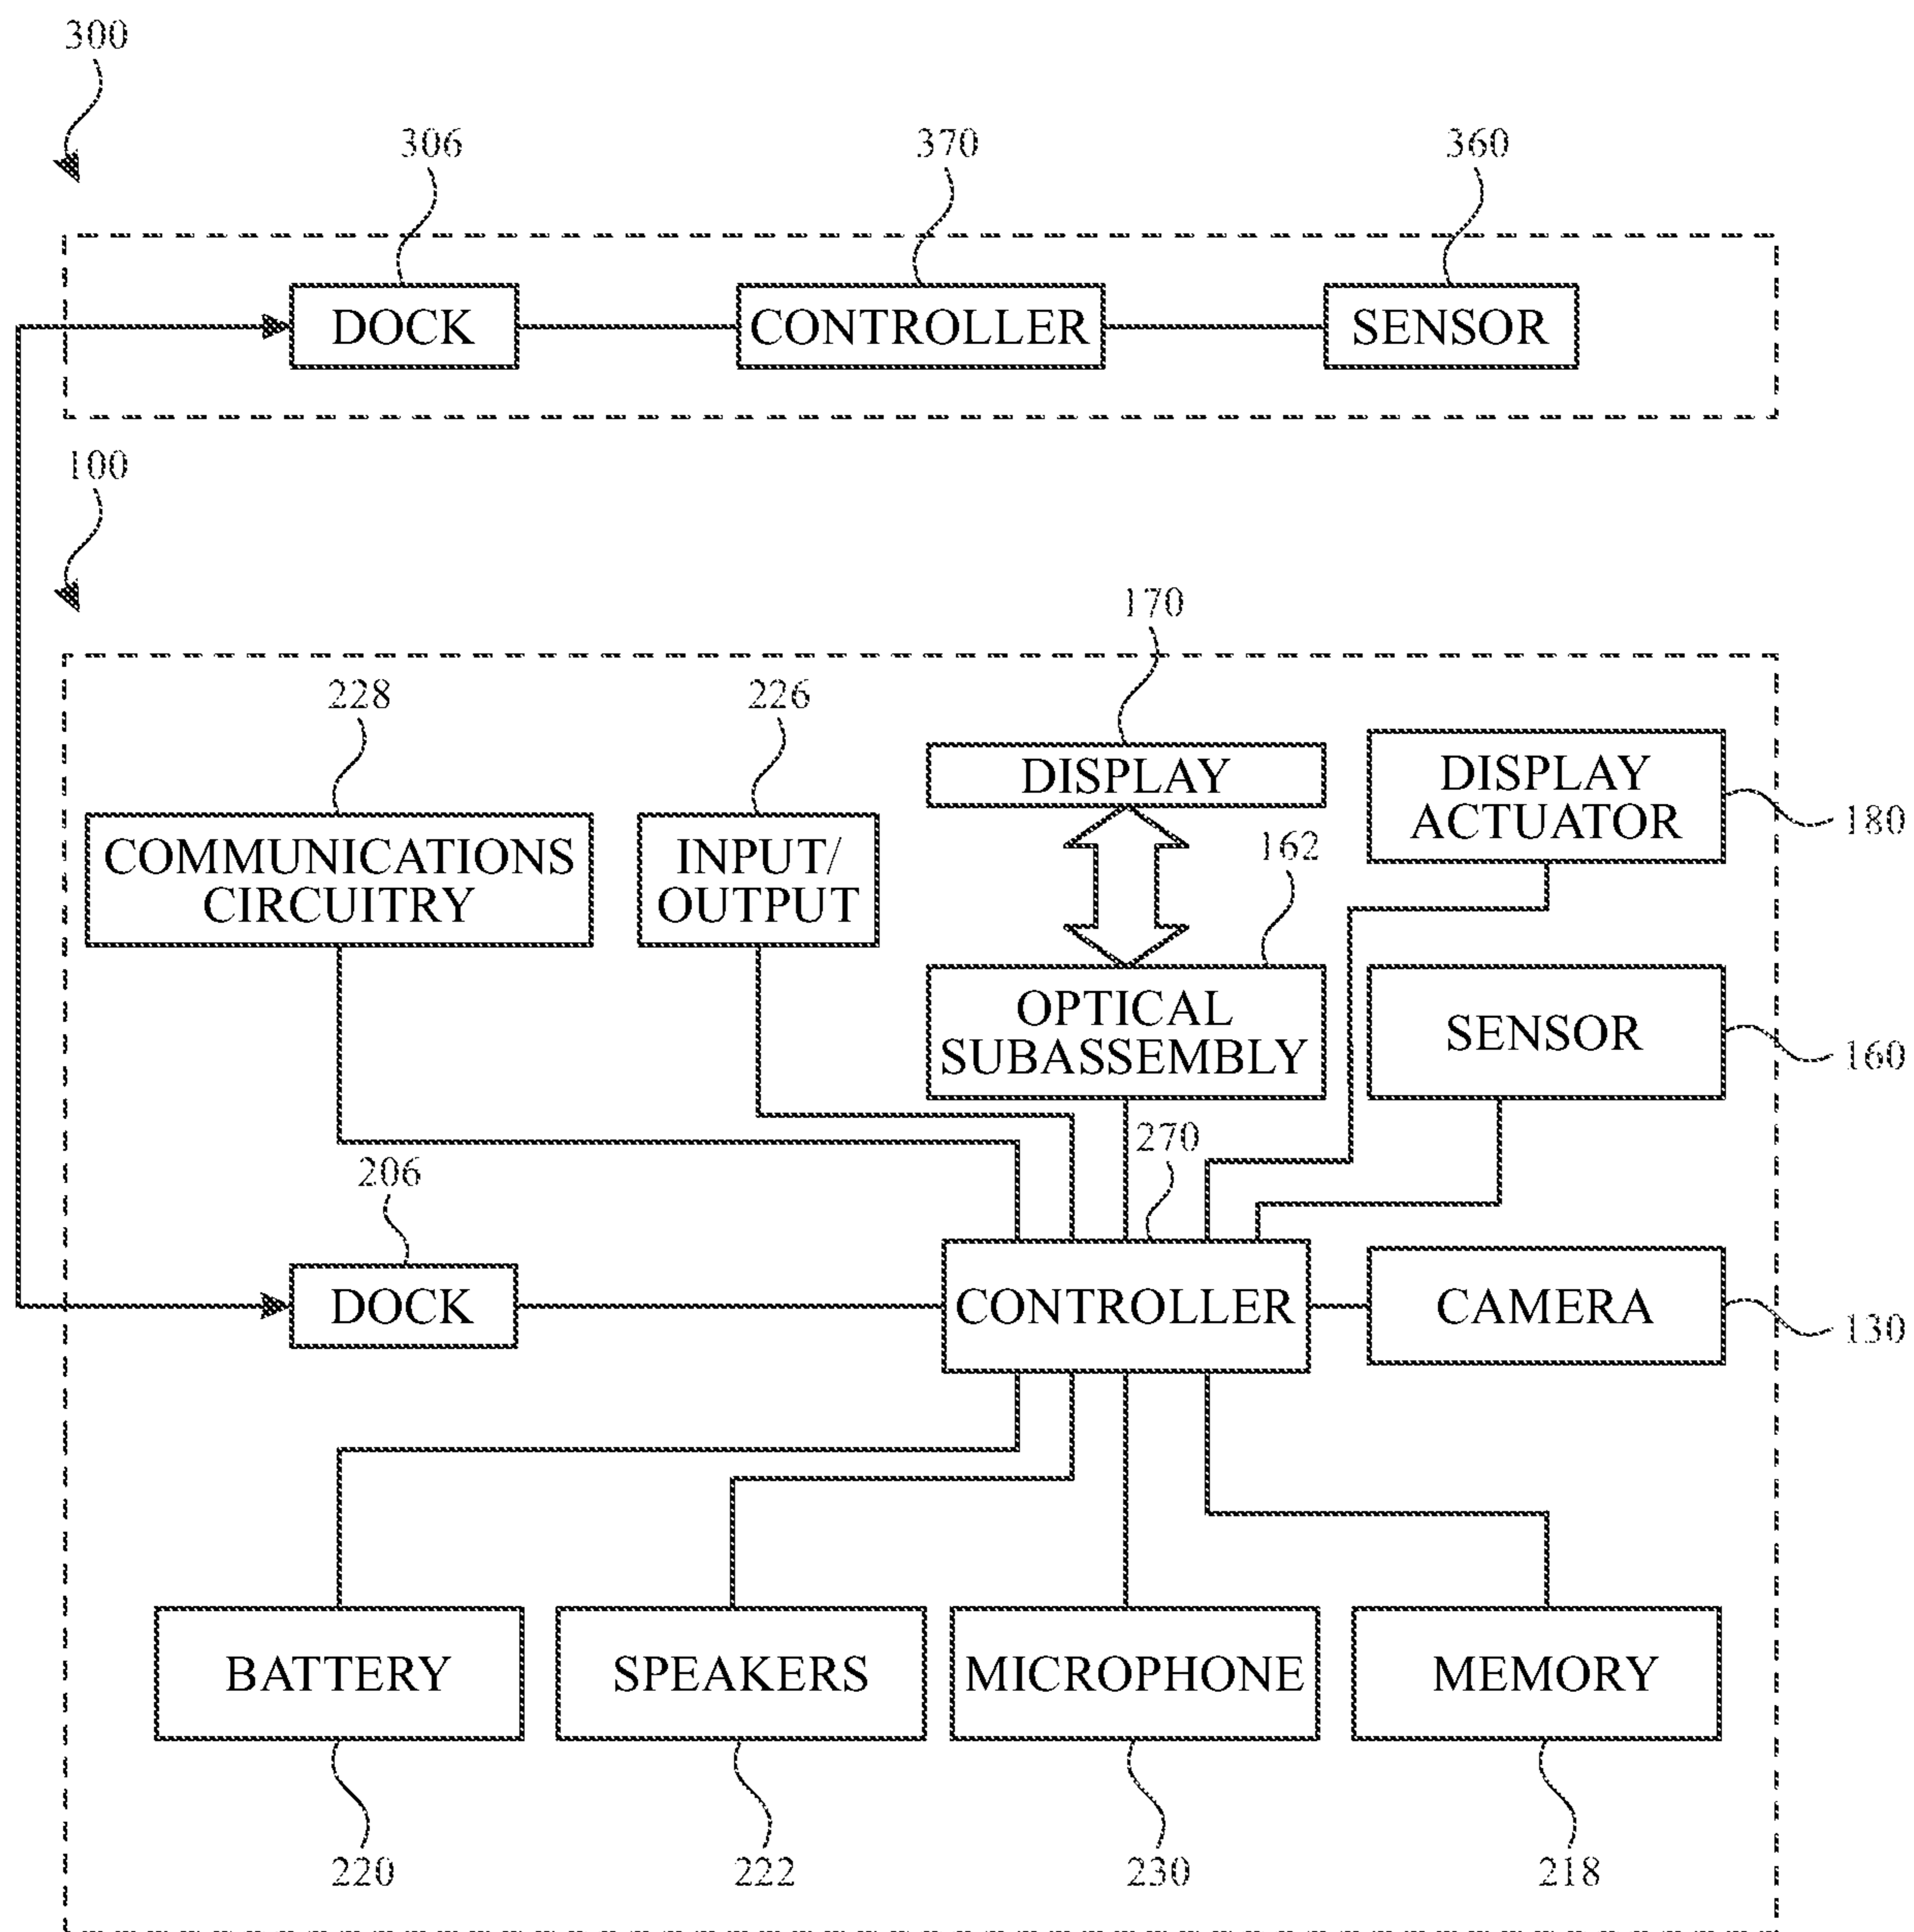 300
306
370
360
DOCK
CONTROLLER
SENSOR
100
170
228
226
DISPLAY
DISPLAY
ACTUATOR
180
COMMUNICATIONS
CIRCUITRY
INPUT/
OUTPUT
162
OPTICAL
SUBASSEMBLY
SENSOR
160
270
206
DOCK
CONTROLLER
CAMERA
130
BATTERY
SPEAKERS
MICROPHONE
MEMORY
220
222
230
218